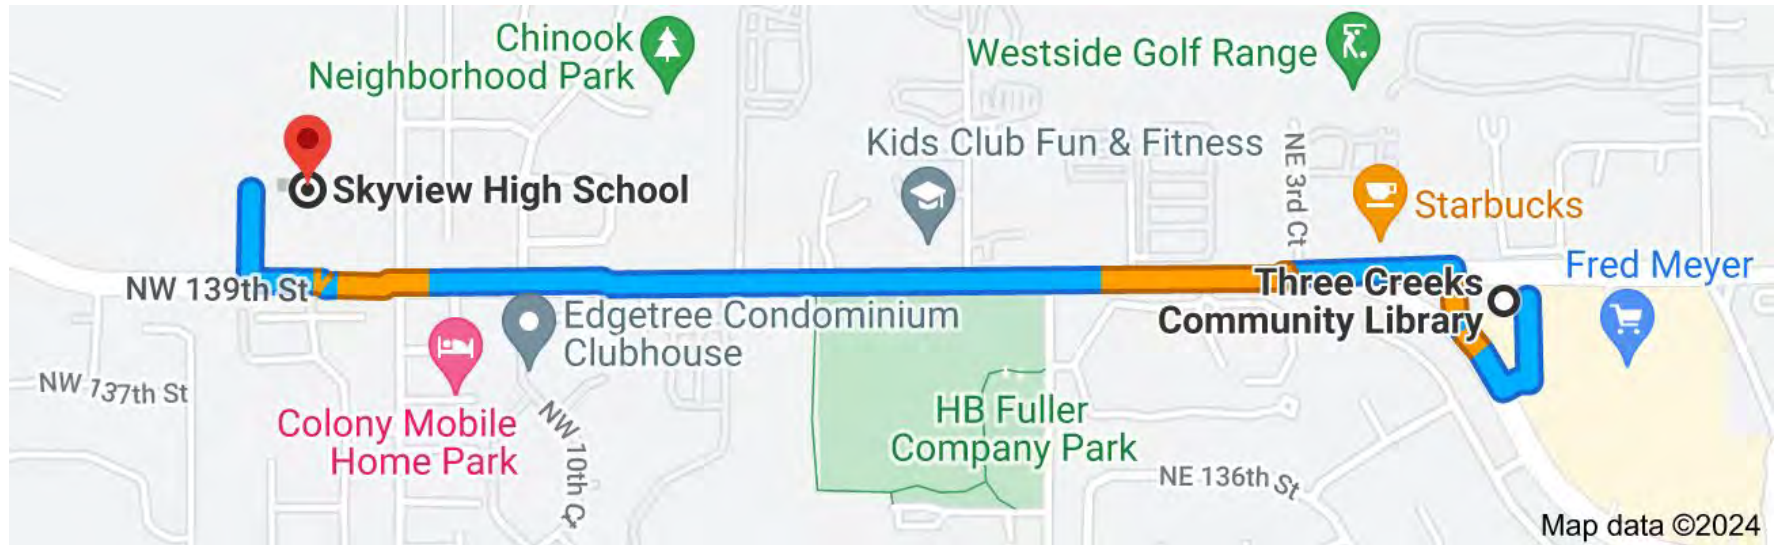 Chinook
Neighborhood Park
Westside Golf Range
Kids Club Fun & Fitness
NE 3rd Ct
Skyview High School
Starbucks
NW 139th St
Fred Meyer
Three Creeks
Community Library
Edgetree Condominium
Clubhouse
NW 137th St
Colony Mobile
Home Park
NW 10th Ct
HB Fuller
Company Park
NE 136th St
Map data ©2024